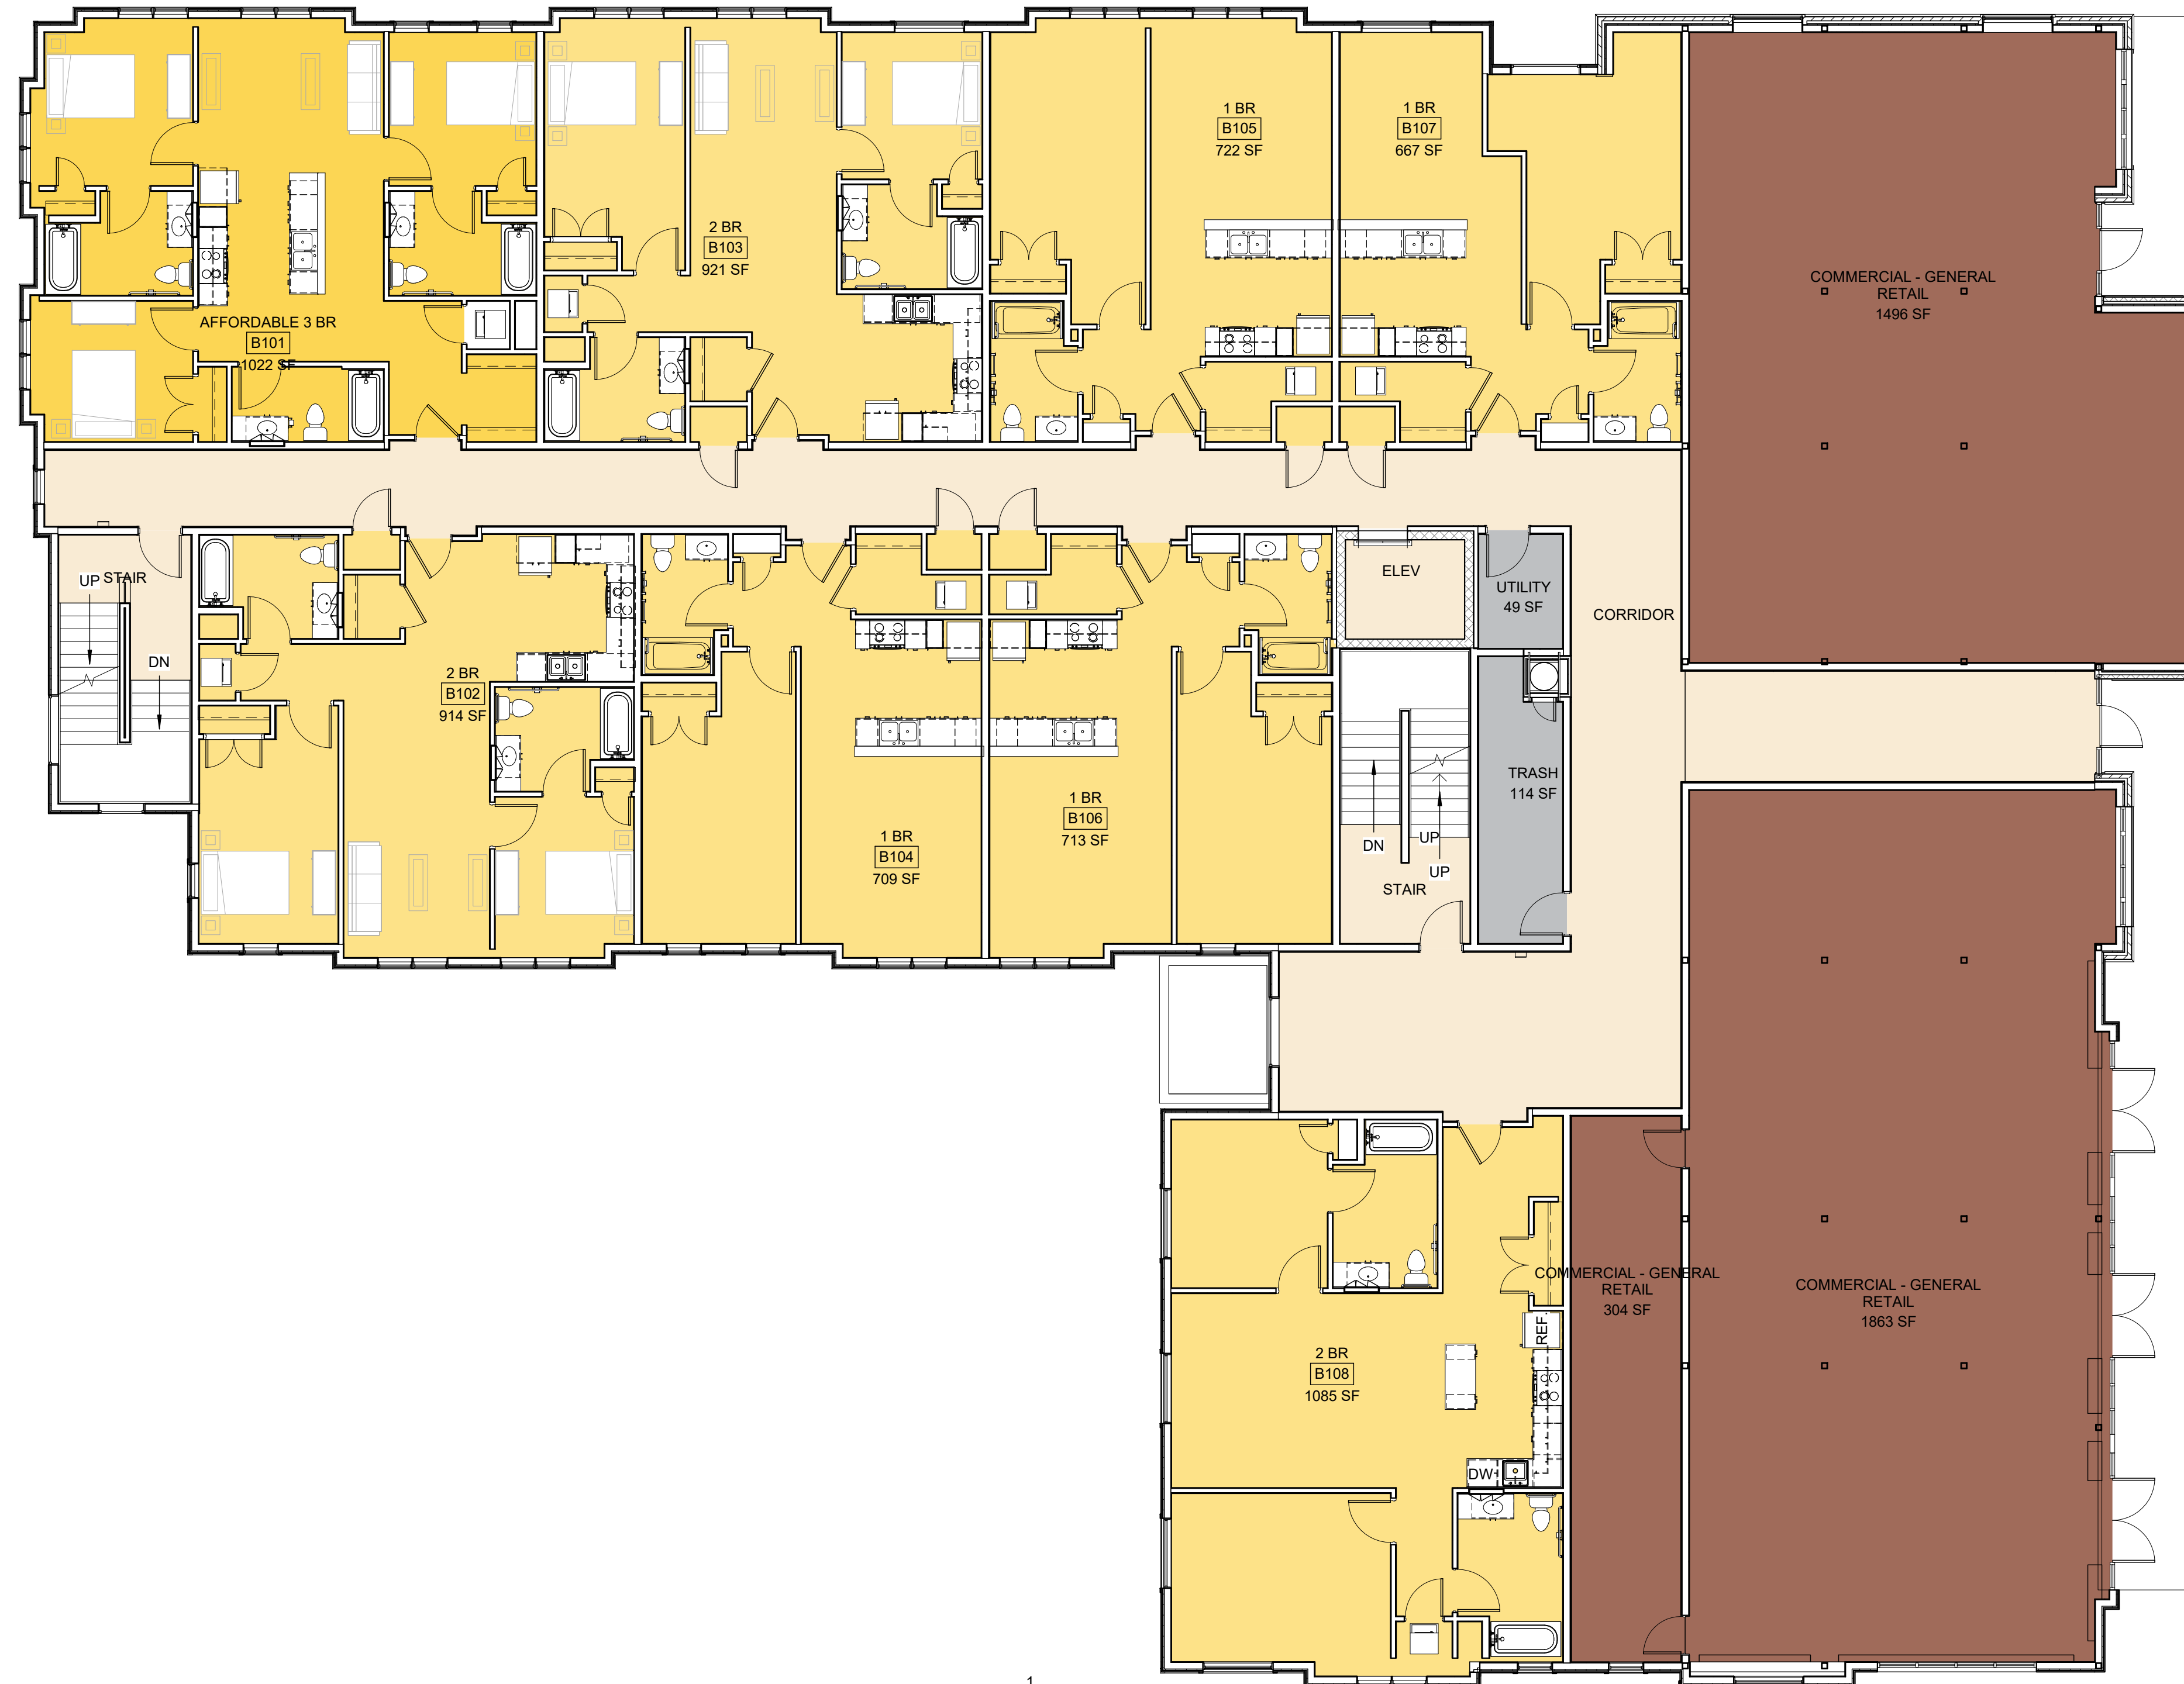 1 BR
B105
722 SF
1 BR
B107
667 SF
2 BR
B103
921 SF
COMMERCIAL - GENERAL
RETAIL
1496 SF
AFFORDABLE 3 BR
B101
1022 SF
UP
STAIR
DN
ELEV
UTILITY
49 SF
CORRIDOR
2 BR
B102
914 SF
TRASH
114 SF
1 BR
B104
709 SF
1 BR
B106
713 SF
DN
UP
UP
STAIR
COMMERCIAL - GENERAL
RETAIL
304 SF
COMMERCIAL - GENERAL
RETAIL
1863 SF
REF
2 BR
B108
1085 SF
DW
1